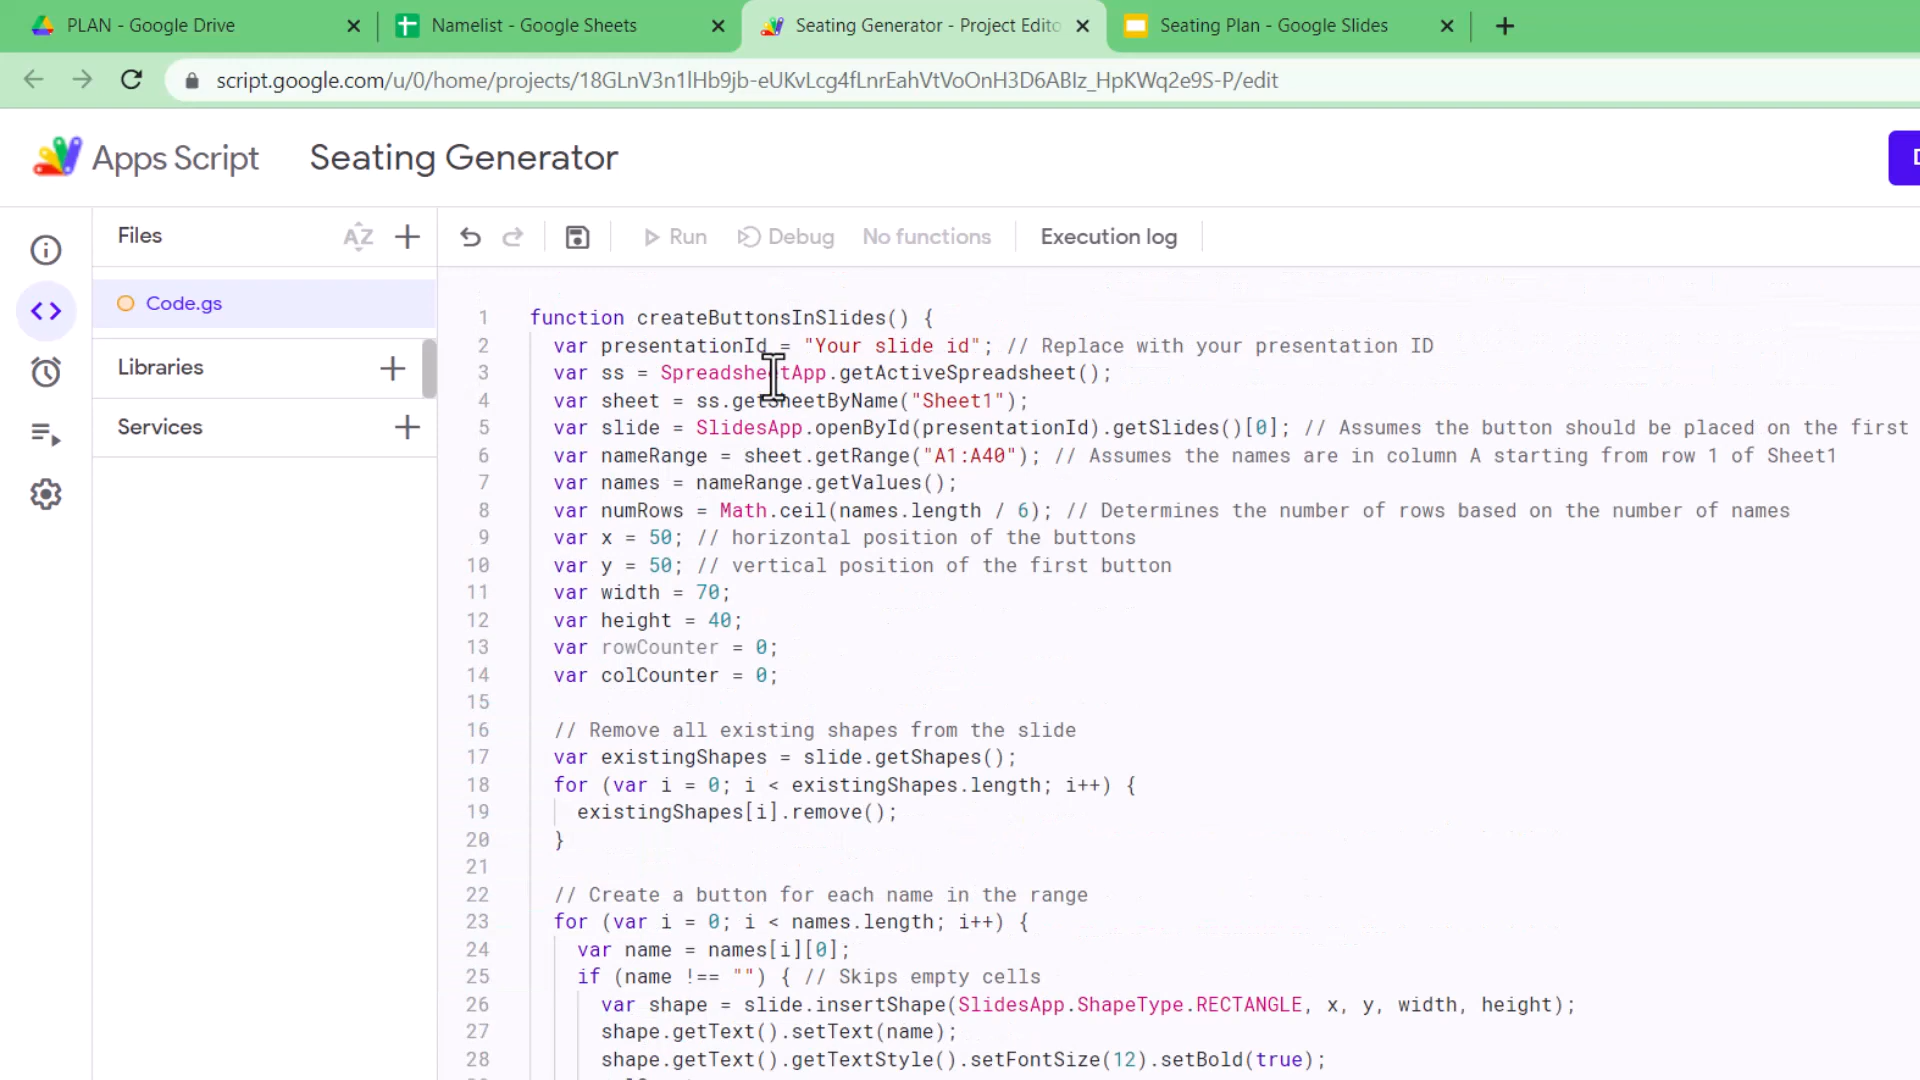 PLAN - Google Drive
Namelist - Google Sheets
Seating Generator - Project Edito
Seating Plan - Google Slides
script.google.com/u/0/home/projects/18GLnV3n1lHb9jb-eUKvLcg4fLnrEahVtVoOnH3D6ABIz_HpKWq2e9S-P/edit
Apps Script
Seating Generator
Files
AZ
Run
Debug
No functions
Execution log
Code.gs
Libraries
Services
1 function createButtonsInSlides() {
2 var presentationId = "Your slide id"; // Replace with your presentation ID
3 var ss = SpreadsheetApp.getActiveSpreadsheet();
4 var sheet = ss.getSheetByName("Sheet1");
5 var slide = SlidesApp.openById(presentationId).getSlides()[0]; // Assumes the button should be placed on the first
6 var nameRange = sheet.getRange("A1:A40"); // Assumes the names are in column A starting from row 1 of Sheet1
7 var names = nameRange.getValues();
8 var numRows = Math.ceil(names.length / 6); // Determines the number of rows based on the number of names
9 var x = 50; // horizontal position of the buttons
10 var y = 50; // vertical position of the first button
11 var width = 70;
12 var height = 40;
13 var rowCounter = 0;
14 var colCounter = 0;
15
16 // Remove all existing shapes from the slide
17 var existingShapes = slide.getShapes();
18 for (var i = 0; i < existingShapes.length; i++) {
19 existingShapes[i].remove();
20 }
21
22 // Create a button for each name in the range
23 for (var i = 0; i < names.length; i++) {
24 var name = names[i][0];
25 if (name !== "") { // Skips empty cells
26 var shape = slide.insertShape(SlidesApp.ShapeType.RECTANGLE, x, y, width, height);
27 shape.getText().setText(name);
28 shape.getText().getTextStyle().setFontSize(12).setBold(true);